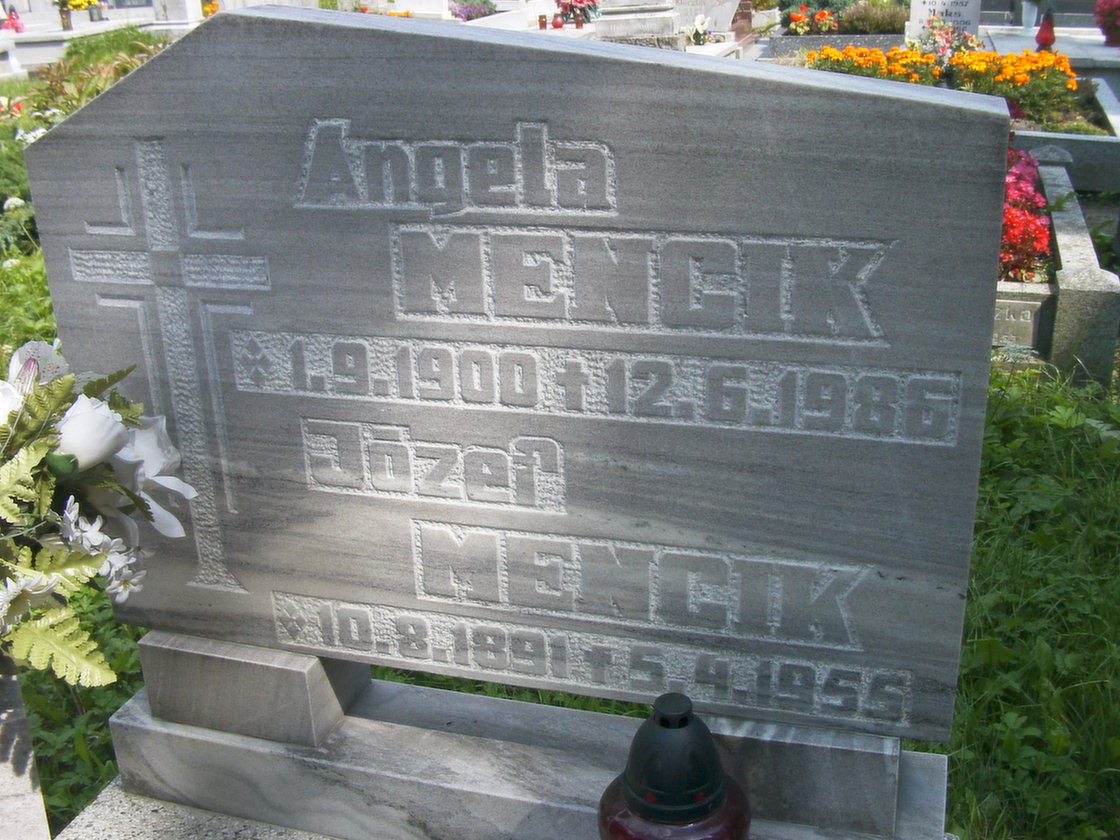 Angela
MENCIK
1.9.1900 † 12.6.1986
Józef
MENCIK
10.8.1891 † 5.4.1955